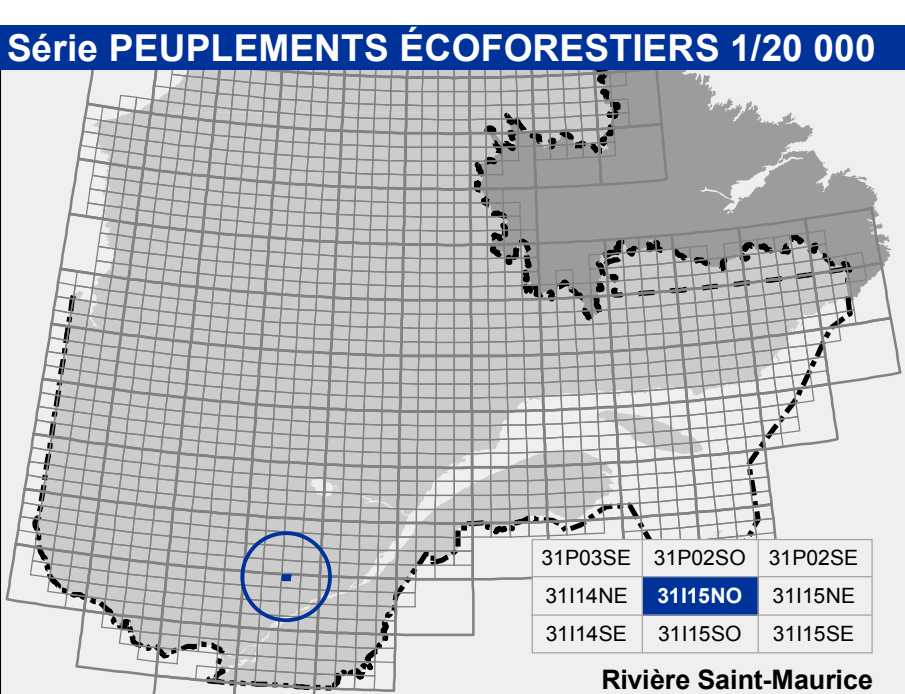 Série PEUPLEMENTS ÉCOFORESTIERS 1/20 000
31P03SE 31P02SO 31P02SE
31I14NE 31I15NO 31I15NE
31I14SE 31I15SO 31I15SE
Rivière Saint-Maurice